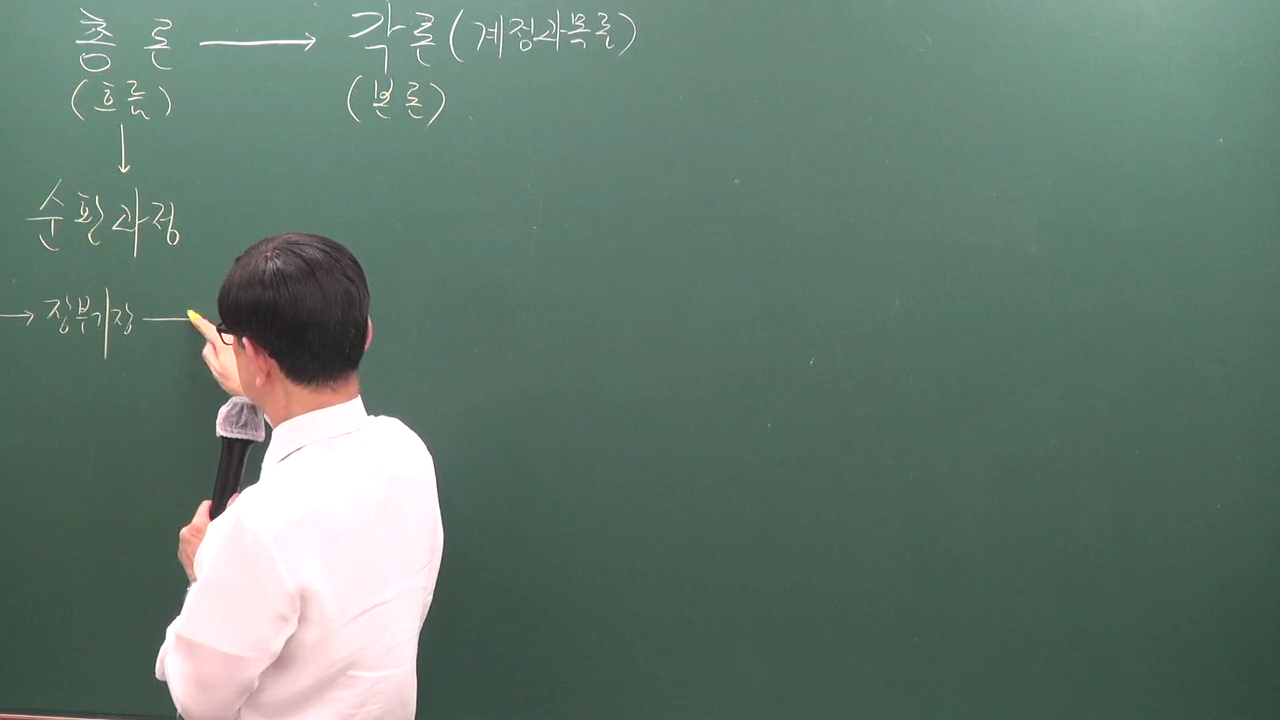 총론 → 각론(계정과목론)
(흐름) (본론)
↓
순환과정
→ 장부기장 —